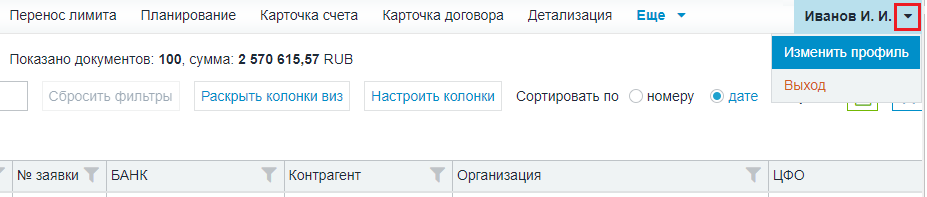 Перенос лимита Планирование Карточка счета Карточка договора Детализация Еще Иванов И. И.
Изменить профиль
Показано документов: 100, сумма: 2 570 615,57 RUB
Выход
Сбросить фильтры Раскрыть колонки виз Настроить колонки Сортировать по номеру дате
№ заявки БАНК Контрагент Организация ЦФО